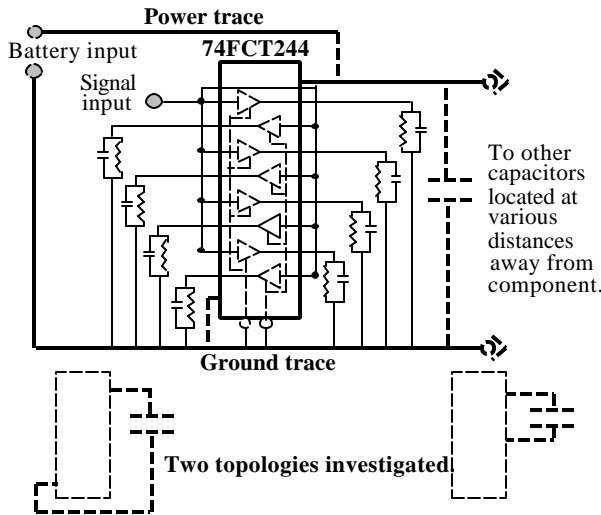 Power trace
Battery input
74FCT244
Signal
input
To other
capacitors
located at
various
distances
away from
component.
Ground trace
Two topologies investigated.